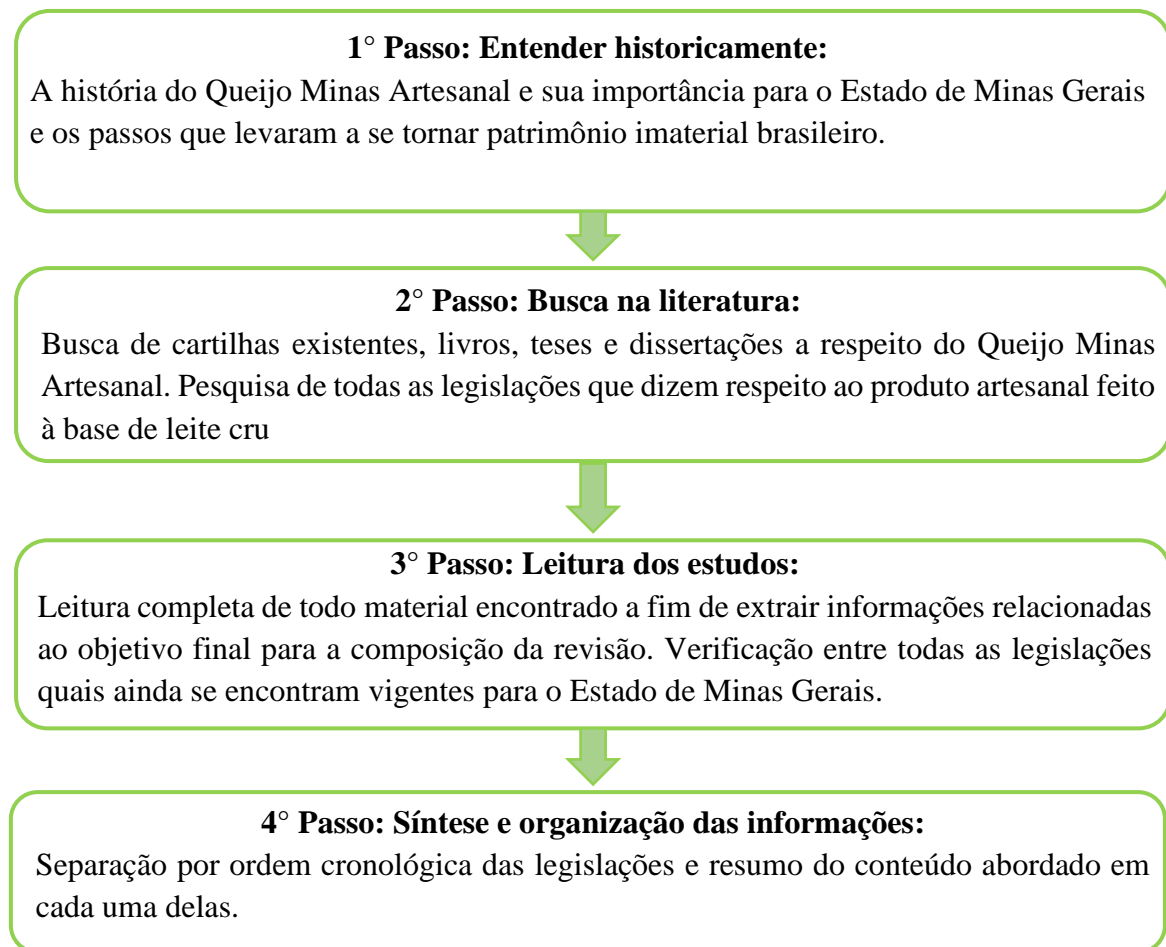 1° Passo: Entender historicamente:
A história do Queijo Minas Artesanal e sua importância para o Estado de Minas Gerais
e os passos que levaram a se tornar patrimônio imaterial brasileiro.
2° Passo: Busca na literatura:
Busca de cartilhas existentes, livros, teses e dissertações a respeito do Queijo Minas
Artesanal. Pesquisa de todas as legislações que dizem respeito ao produto artesanal feito
à base de leite cru
3° Passo: Leitura dos estudos:
Leitura completa de todo material encontrado a fim de extrair informações relacionadas
ao objetivo final para a composição da revisão. Verificação entre todas as legislações
quais ainda se encontram vigentes para o Estado de Minas Gerais.
4° Passo: Síntese e organização das informações:
Separação por ordem cronológica das legislações e resumo do conteúdo abordado em
cada uma delas.